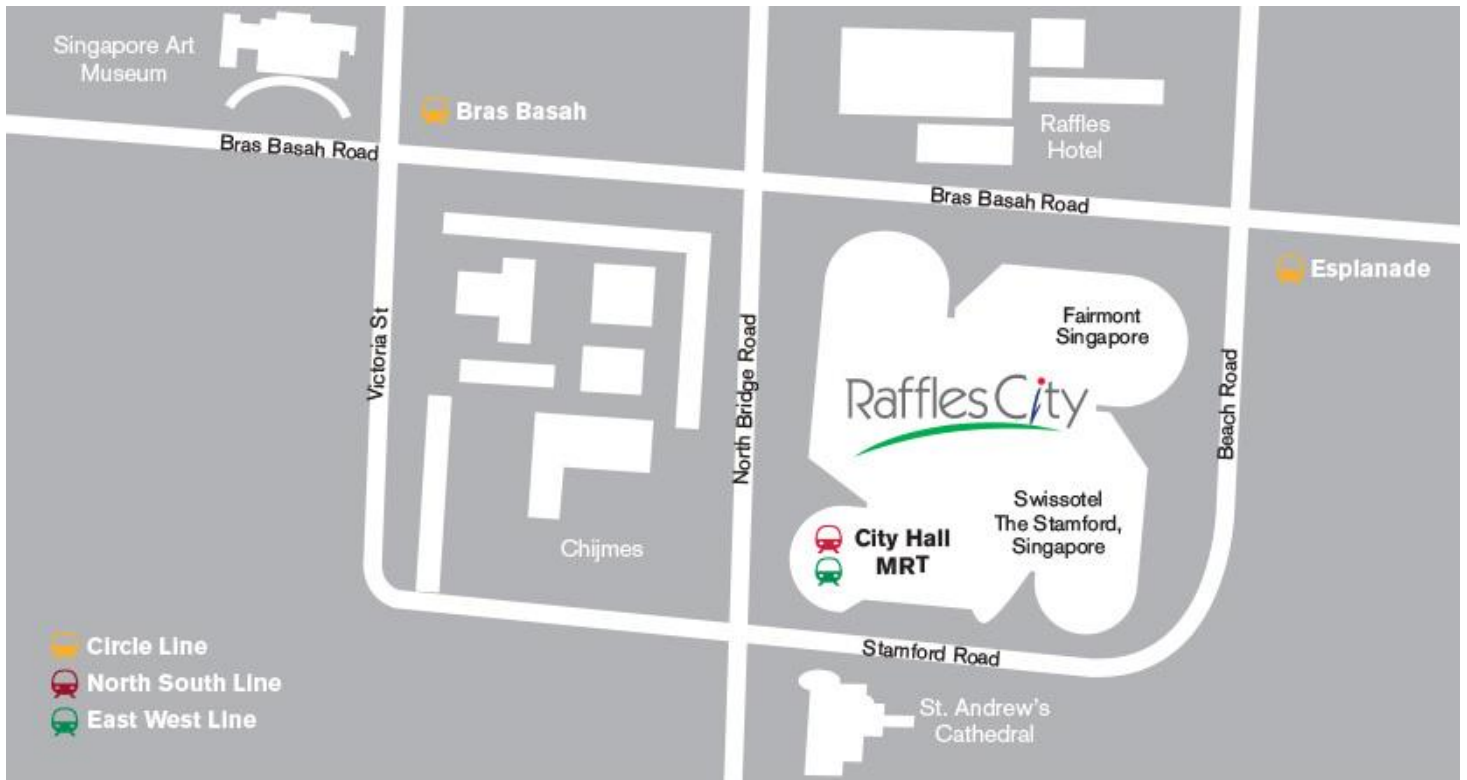 Singapore Art
Museum
Bras Basah
Raffles
Hotel
Bras Basah Road
Bras Basah Road
Esplanade
Victoria St
North Bridge Road
Beach Road
Fairmont
Singapore
Raffles City
Swissotel
The Stamford,
Singapore
City Hall
MRT
Chijmes
Stamford Road
St. Andrew's
Cathedral
Circle Line
North South Line
East West Line